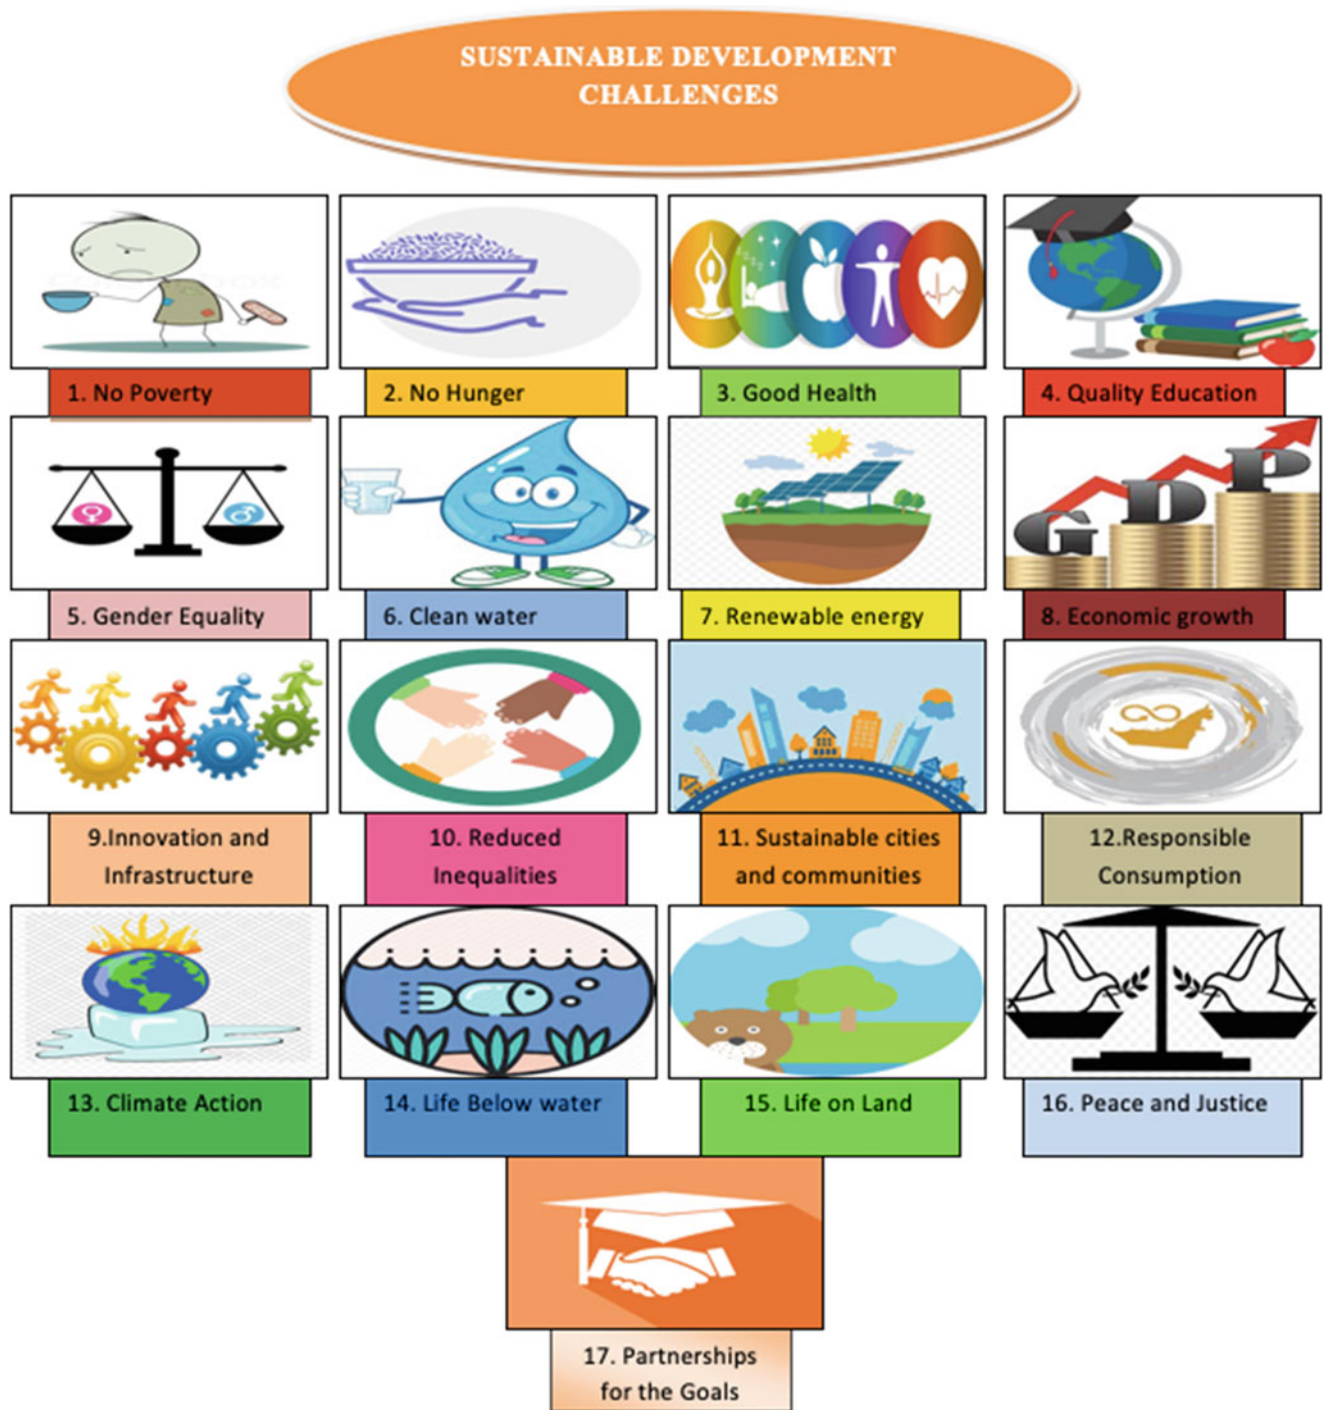 SUSTAINABLE DEVELOPMENT
CHALLENGES
1. No Poverty
2. No Hunger
3. Good Health
4. Quality Education
G D P
5. Gender Equality
6. Clean water
7. Renewable energy
8. Economic growth
9.Innovation and
Infrastructure
10. Reduced
Inequalities
11. Sustainable cities
and communities
12.Responsible
Consumption
13. Climate Action
14. Life Below water
15. Life on Land
16. Peace and Justice
17. Partnerships
for the Goals